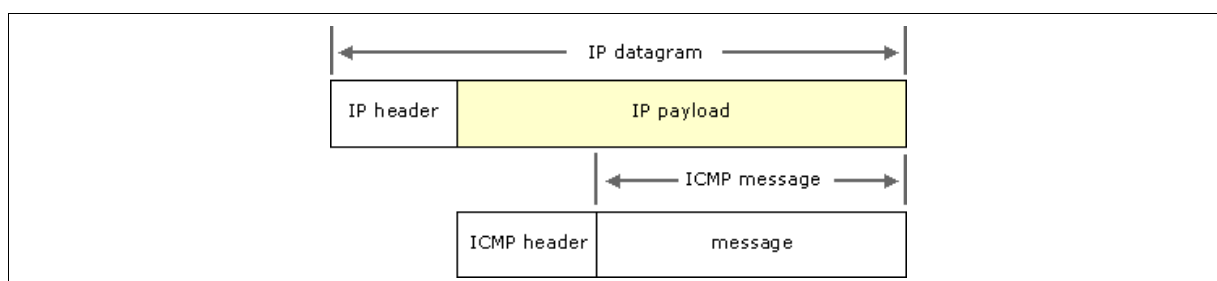 IP datagram
IP header IP payload
ICMP message
ICMP header message